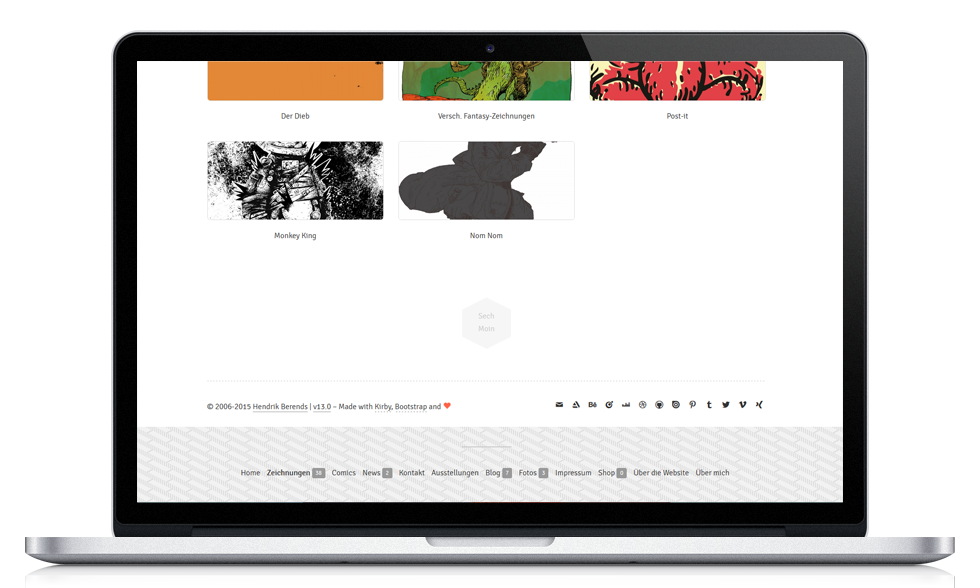 Der Dieb
Versch. Fantasy-Zeichnungen
Post-it
Monkey King
Nom Nom
Sech
Main
© 2006-2015 Hendrik Berends | v13.0 – Made with Kirby, Bootstrap and ❤
Bē
Home Zeichnungen 38 Comics News 2 Kontakt Ausstellungen Blog 7 Fotos 3 Impressum Shop 0 Über die Website Über mich